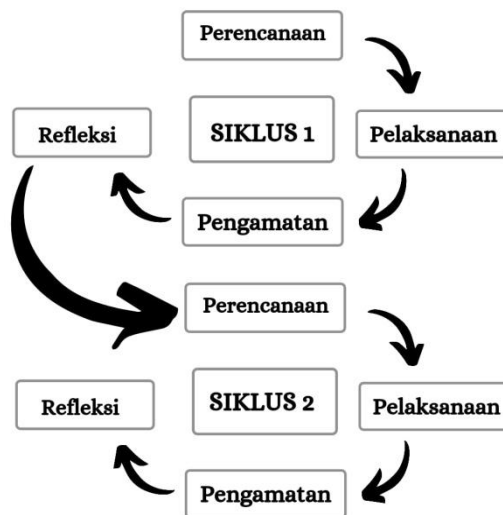 Perencanaan
Refleksi
SIKLUS 1
Pelaksanaan
Pengamatan
Perencanaan
Refleksi
SIKLUS 2
Pelaksanaan
Pengamatan